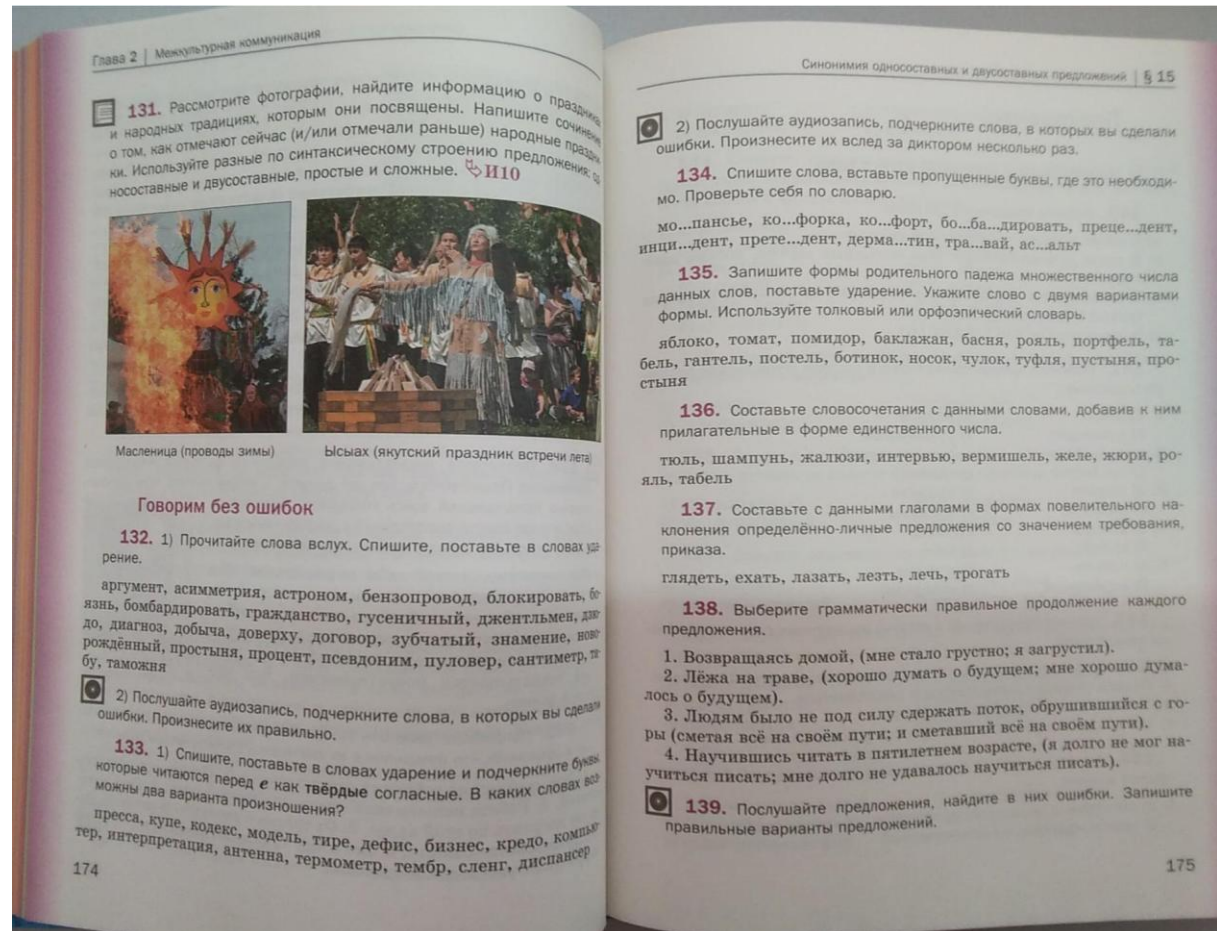 Глава 2 | Межкультурная коммуникация
131. Рассмотрите фотографии, найдите информацию о праздниках
и народных традициях, которым они посвящены. Напишите сочинение
о том, как отмечают сейчас (и/или отмечали раньше) народные праздни-
ки. Используйте разные по синтаксическому строению предложения: од-
носоставные и двусоставные, простые и сложные. И10
Масленица (проводы зимы)
Ысыах (якутский праздник встречи лета)
Говорим без ошибок
132. 1) Прочитайте слова вслух. Спишите, поставьте в словах уда-
рение.
аргумент, асимметрия, астроном, бензопровод, блокировать, бо-
язнь, бомбардировать, гражданство, гусеничный, джентльмен, дзю-
до, диагноз, добыча, доверху, договор, зубчатый, знамение, ново-
рождённый, простыня, процент, псевдоним, пуловер, сантиметр, та-
бу, таможня
2) Послушайте аудиозапись, подчеркните слова, в которых вы сделали
ошибки. Произнесите их правильно.
133. 1) Спишите, поставьте в словах ударение и подчеркните буквы,
которые читаются перед е как твёрдые согласные. В каких словах воз-
можны два варианта произношения?
пресса, купе, кодекс, модель, тире, дефис, бизнес, кредо, компью-
тер, интерпретация, антенна, термометр, тембр, сленг, диспансер
174
Синонимия односоставных и двусоставных предложений | § 15
2) Послушайте аудиозапись, подчеркните слова, в которых вы сделали
ошибки. Произнесите их вслед за диктором несколько раз.
134. Спишите слова, вставьте пропущенные буквы, где это необходи-
мо. Проверьте себя по словарю.
мо...пансье, ко...форка, ко...форт, бо...ба...дировать, преце...дент,
инци...дент, прете...дент, дерма...тин, тра...вай, ас...альт
135. Запишите формы родительного падежа множественного числа
данных слов, поставьте ударение. Укажите слово с двумя вариантами
формы. Используйте толковый или орфоэпический словарь.
яблоко, томат, помидор, баклажан, басня, рояль, портфель, та-
бель, гантель, постель, ботинок, носок, чулок, туфля, пустыня, про-
стыня
136. Составьте словосочетания с данными словами, добавив к ним
прилагательные в форме единственного числа.
тюль, шампунь, жалюзи, интервью, вермишель, желе, жюри, ро-
яль, табель
137. Составьте с данными глаголами в формах повелительного на-
клонения определённо-личные предложения со значением требования,
приказа.
глядеть, ехать, лазать, лезть, лечь, трогать
138. Выберите грамматически правильное продолжение каждого
предложения.
1. Возвращаясь домой, (мне стало грустно; я загрустил).
2. Лёжа на траве, (хорошо думать о будущем; мне хорошо дума-
лось о будущем).
3. Людям было не под силу сдержать поток, обрушившийся с го-
ры (сметая всё на своём пути; и сметавший всё на своём пути).
4. Научившись читать в пятилетнем возрасте, (я долго не мог на-
учиться писать; мне долго не удавалось научиться писать).
139. Послушайте предложения, найдите в них ошибки. Запишите
правильные варианты предложений.
175